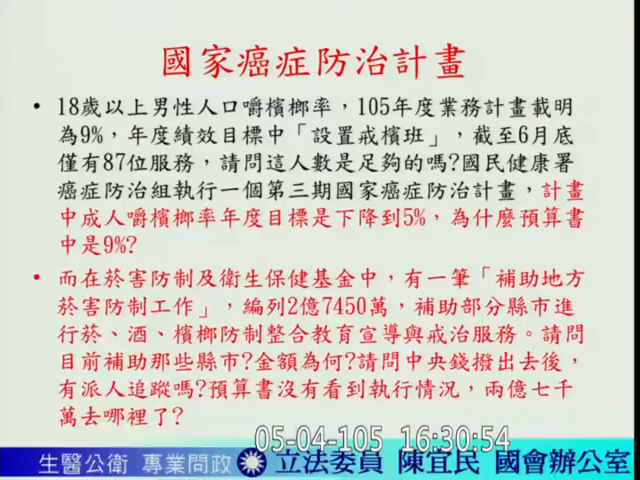 國家癌症防治計畫
• 18歲以上男性人口嚼檳榔率，105年度業務計畫載明
為9%，年度績效目標中「設置戒檳班」，截至6月底
僅有87位服務，請問這人數是足夠的嗎?國民健康署
癌症防治組執行一個第三期國家癌症防治計畫，計畫
中成人嚼檳榔率年度目標是下降到5%，為什麼預算書
中是9%?
• 而在菸害防制及衛生保健基金中，有一筆「補助地方
菸害防制工作」，編列2億7450萬，補助部分縣市進
行菸、酒、檳榔防制整合教育宣導與戒治服務。請問
目前補助那些縣市?金額為何?請問中央錢撥出去後，
有派人追蹤嗎?預算書沒有看到執行情況，兩億七千
萬去哪裡了?
05-04-105 16:30:54
生醫公衛 專業問政 立法委員 陳宜民 國會辦公室